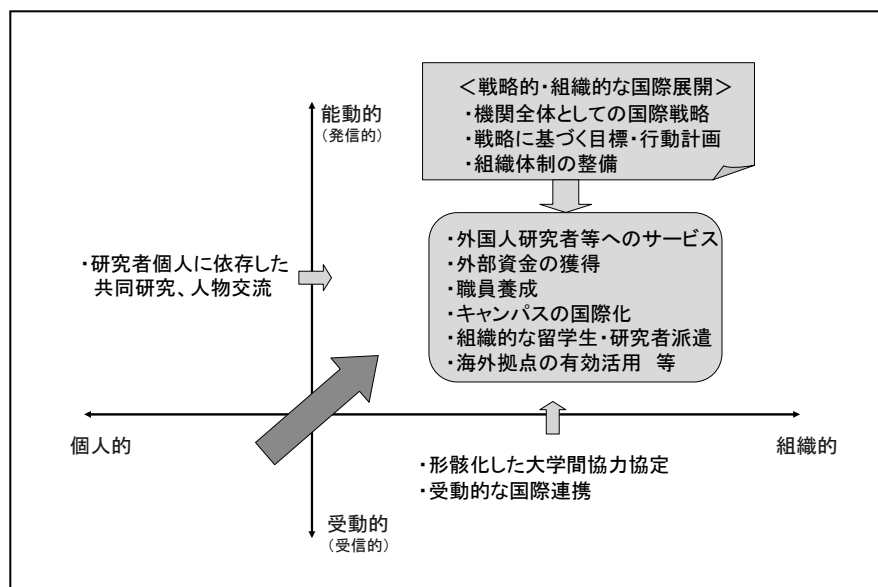 ＜戦略的・組織的な国際展開＞
・機関全体としての国際戦略
・戦略に基づく目標・行動計画
・組織体制の整備
能動的
（発信的）
・外国人研究者等へのサービス
・外部資金の獲得
・職員養成
・キャンパスの国際化
・組織的な留学生・研究者派遣
・海外拠点の有効活用　等
・研究者個人に依存した
共同研究、人物交流
個人的
組織的
・形骸化した大学間協力協定
・受動的な国際連携
受動的
（受信的）